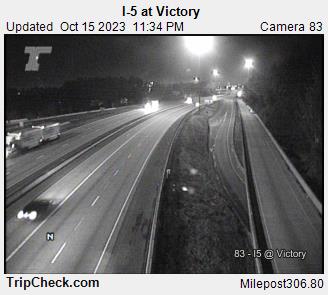 I-5 at Victory
Updated Oct 15 2023 11:34 PM Camera 83
N
83 - I5 @ Victory
TripCheck.com Milepost306.80